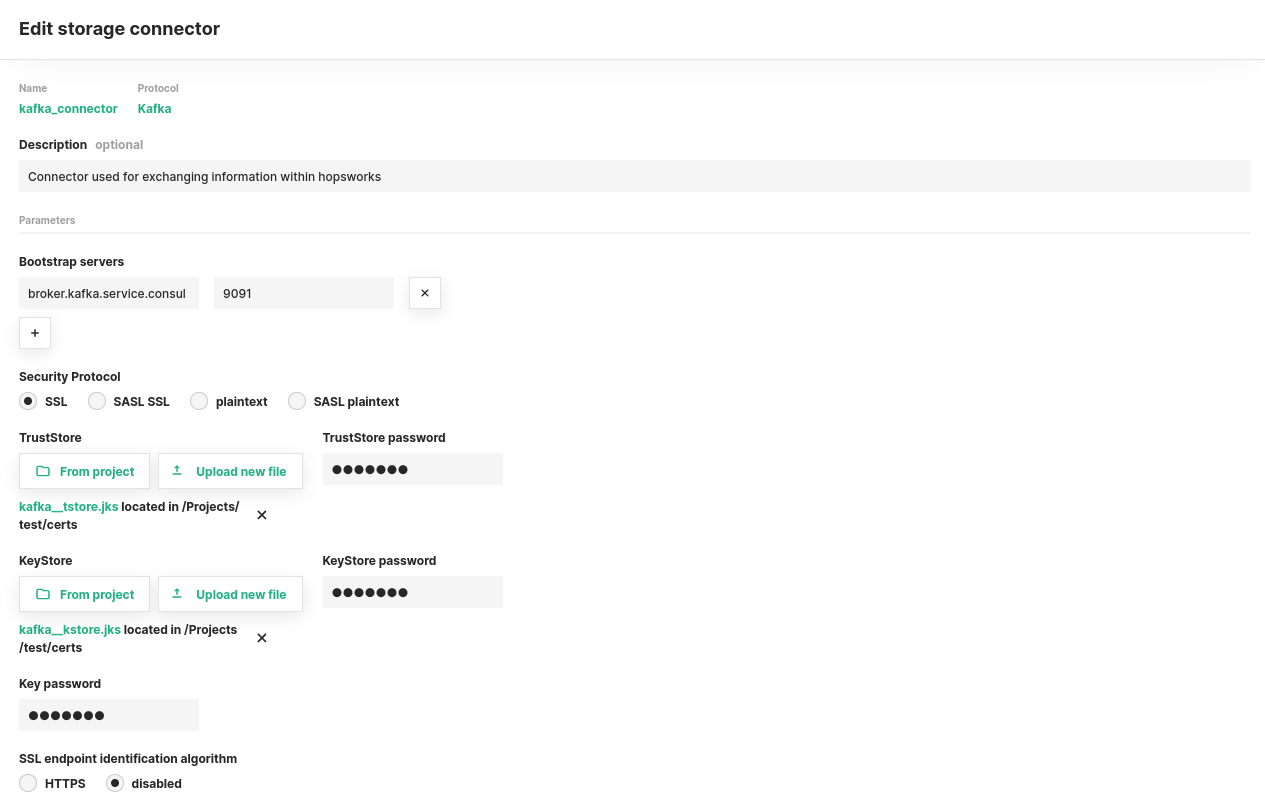 Edit storage connector
Name Protocol
kafka_connector Kafka
Description optional
Connector used for exchanging information within hopsworks
Parameters
Bootstrap servers
broker.kafka.service.consul 9091
Security Protocol
SSL SASL SSL plaintext SASL plaintext
TrustStore TrustStore password
From project Upload new file ●●●●●●●
kafka__tstore.jks located in /Projects/
test/certs
KeyStore KeyStore password
From project Upload new file ●●●●●●●
kafka__kstore.jks located in /Projects
/test/certs
Key password
●●●●●●●
SSL endpoint identification algorithm
HTTPS disabled